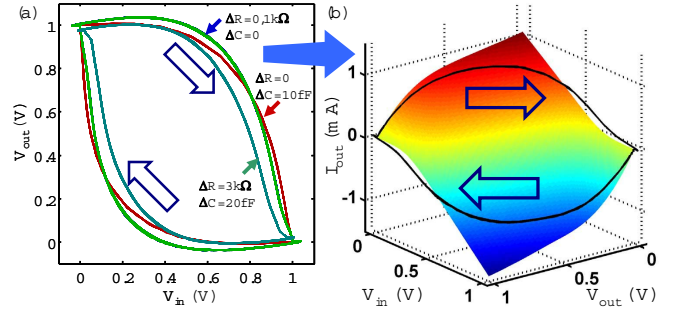 (a)
ΔR=0,1kΩ
ΔC=0
ΔR=0
ΔC=10fF
ΔR=3kΩ
ΔC=20fF
1
0.8
0.6
0.4
0.2
0
V_out (V)
0
0.2
0.4
0.6
0.8
1
V_in (V)
(b)
1
0
-1
I_out (mA)
0
0.5
1
V_in (V)
1
0.5
0
V_out (V)